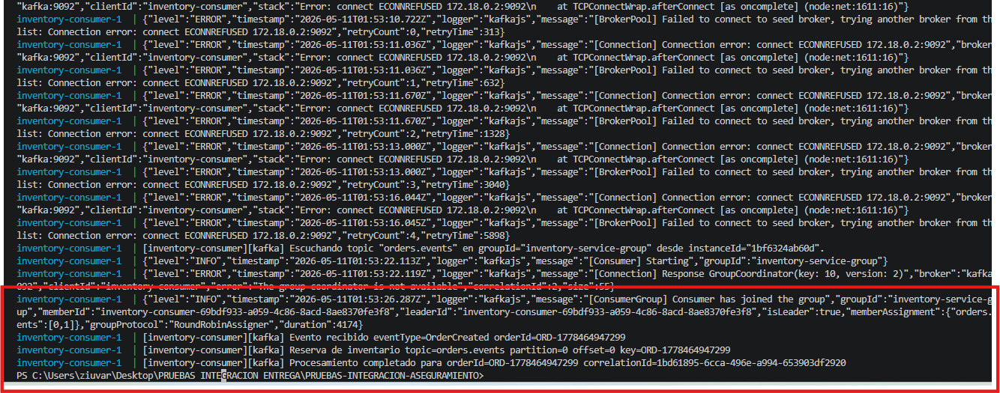 "kafka:9092","clientId":"inventory-consumer","stack":"Error: connect ECONNREFUSED 172.18.0.2:9092\n    at TCPConnectWrap.afterConnect [as oncomplete] (node:net:1611:16)"}
inventory-consumer-1  | {"level":"ERROR","timestamp":"2026-05-11T01:53:10.722Z","logger":"kafkajs","message":"[BrokerPool] Failed to connect to seed broker, trying another broker from th
list: Connection error: connect ECONNREFUSED 172.18.0.2:9092","retryCount":0,"retryTime":313}
inventory-consumer-1  | {"level":"ERROR","timestamp":"2026-05-11T01:53:11.036Z","logger":"kafkajs","message":"[Connection] Connection error: connect ECONNREFUSED 172.18.0.2:9092","broker
"kafka:9092","clientId":"inventory-consumer","stack":"Error: connect ECONNREFUSED 172.18.0.2:9092\n    at TCPConnectWrap.afterConnect [as oncomplete] (node:net:1611:16)"}
inventory-consumer-1  | {"level":"ERROR","timestamp":"2026-05-11T01:53:11.036Z","logger":"kafkajs","message":"[BrokerPool] Failed to connect to seed broker, trying another broker from th
list: Connection error: connect ECONNREFUSED 172.18.0.2:9092","retryCount":1,"retryTime":632}
inventory-consumer-1  | {"level":"ERROR","timestamp":"2026-05-11T01:53:11.670Z","logger":"kafkajs","message":"[Connection] Connection error: connect ECONNREFUSED 172.18.0.2:9092","broker
"kafka:9092","clientId":"inventory-consumer","stack":"Error: connect ECONNREFUSED 172.18.0.2:9092\n    at TCPConnectWrap.afterConnect [as oncomplete] (node:net:1611:16)"}
inventory-consumer-1  | {"level":"ERROR","timestamp":"2026-05-11T01:53:11.670Z","logger":"kafkajs","message":"[BrokerPool] Failed to connect to seed broker, trying another broker from th
list: Connection error: connect ECONNREFUSED 172.18.0.2:9092","retryCount":2,"retryTime":1328}
inventory-consumer-1  | {"level":"ERROR","timestamp":"2026-05-11T01:53:13.000Z","logger":"kafkajs","message":"[Connection] Connection error: connect ECONNREFUSED 172.18.0.2:9092","broker
"kafka:9092","clientId":"inventory-consumer","stack":"Error: connect ECONNREFUSED 172.18.0.2:9092\n    at TCPConnectWrap.afterConnect [as oncomplete] (node:net:1611:16)"}
inventory-consumer-1  | {"level":"ERROR","timestamp":"2026-05-11T01:53:13.000Z","logger":"kafkajs","message":"[BrokerPool] Failed to connect to seed broker, trying another broker from th
list: Connection error: connect ECONNREFUSED 172.18.0.2:9092","retryCount":3,"retryTime":3040}
inventory-consumer-1  | {"level":"ERROR","timestamp":"2026-05-11T01:53:16.044Z","logger":"kafkajs","message":"[Connection] Connection error: connect ECONNREFUSED 172.18.0.2:9092","broker
"kafka:9092","clientId":"inventory-consumer","stack":"Error: connect ECONNREFUSED 172.18.0.2:9092\n    at TCPConnectWrap.afterConnect [as oncomplete] (node:net:1611:16)"}
inventory-consumer-1  | {"level":"ERROR","timestamp":"2026-05-11T01:53:16.045Z","logger":"kafkajs","message":"[BrokerPool] Failed to connect to seed broker, trying another broker from th
list: Connection error: connect ECONNREFUSED 172.18.0.2:9092","retryCount":4,"retryTime":5898}
inventory-consumer-1  | [inventory-consumer][kafka] Escuchando topic "orders.events" en groupId="inventory-service-group" desde instanceId="1bf6324ab60d".
inventory-consumer-1  | {"level":"INFO","timestamp":"2026-05-11T01:53:22.113Z","logger":"kafkajs","message":"[Consumer] Starting","groupId":"inventory-service-group"}
inventory-consumer-1  | {"level":"ERROR","timestamp":"2026-05-11T01:53:22.119Z","logger":"kafkajs","message":"[Connection] Response GroupCoordinator(key: 10, version: 2)","broker":"kafka
092","clientId":"inventory-consumer","error":"The group coordinator is not available","correlationId":2,"size":55}
inventory-consumer-1  | {"level":"INFO","timestamp":"2026-05-11T01:53:26.287Z","logger":"kafkajs","message":"[ConsumerGroup] Consumer has joined the group","groupId":"inventory-service-g
up","memberId":"inventory-consumer-69bdf933-a059-4c86-8acd-8ae8370fe3f8","leaderId":"inventory-consumer-69bdf933-a059-4c86-8acd-8ae8370fe3f8","isLeader":true,"memberAssignment":{"orders.
ents":[0,1]},"groupProtocol":"RoundRobinAssigner","duration":4174}
inventory-consumer-1  | [inventory-consumer][kafka] Evento recibido eventType=OrderCreated orderId=ORD-1778464947299
inventory-consumer-1  | [inventory-consumer][kafka] Reserva de inventario topic=orders.events partition=0 offset=0 key=ORD-1778464947299
inventory-consumer-1  | [inventory-consumer][kafka] Procesamiento completado para orderId=ORD-1778464947299 correlationId=1bd61895-6cca-496e-a994-653903df2920
PS C:\Users\ziuvar\Desktop\PRUEBAS INTEGRACION ENTREGA\PRUEBAS-INTEGRACION-ASEGURAMIENTO>